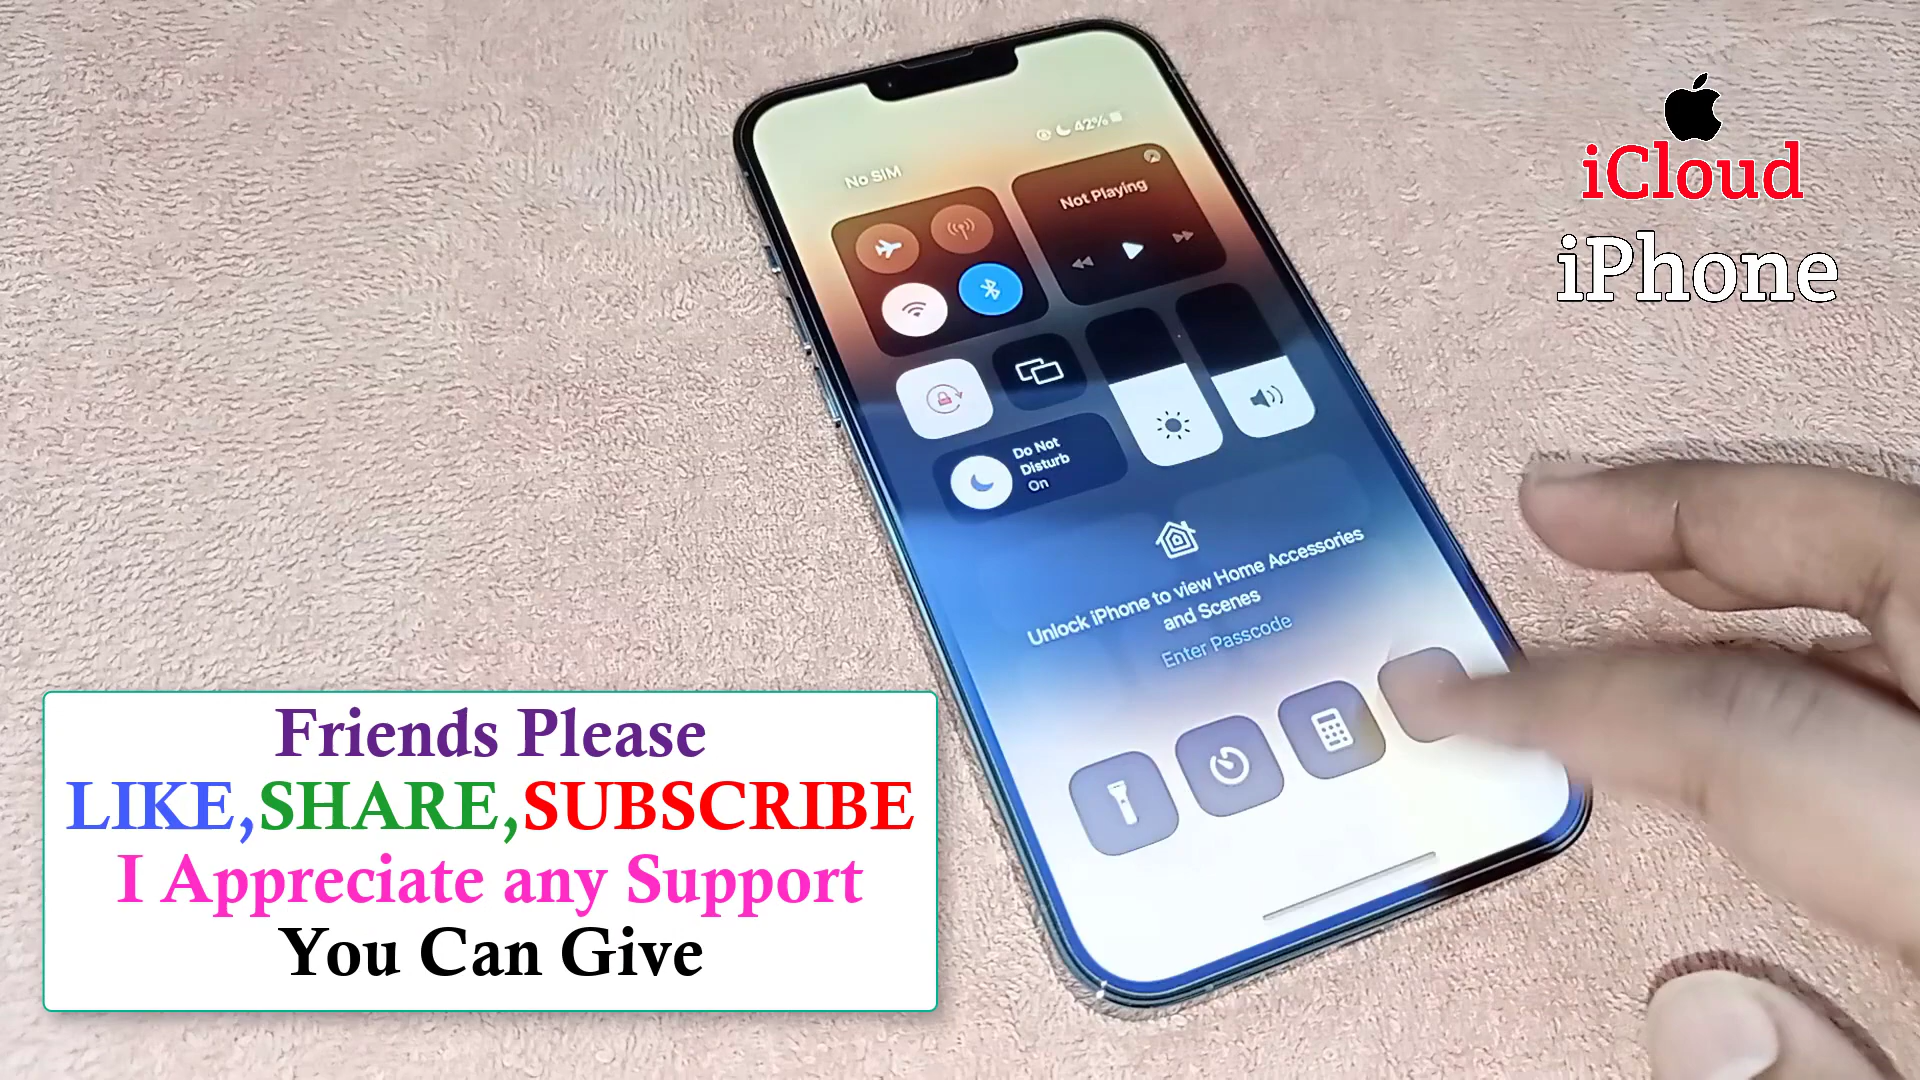 iCloud
iPhone
42%
No SIM
Not Playing
Do Not
Disturb
On
Unlock iPhone to view Home Accessories
and Scenes
Enter Passcode
Friends Please
LIKE,SHARE,SUBSCRIBE
I Appreciate any Support
You Can Give